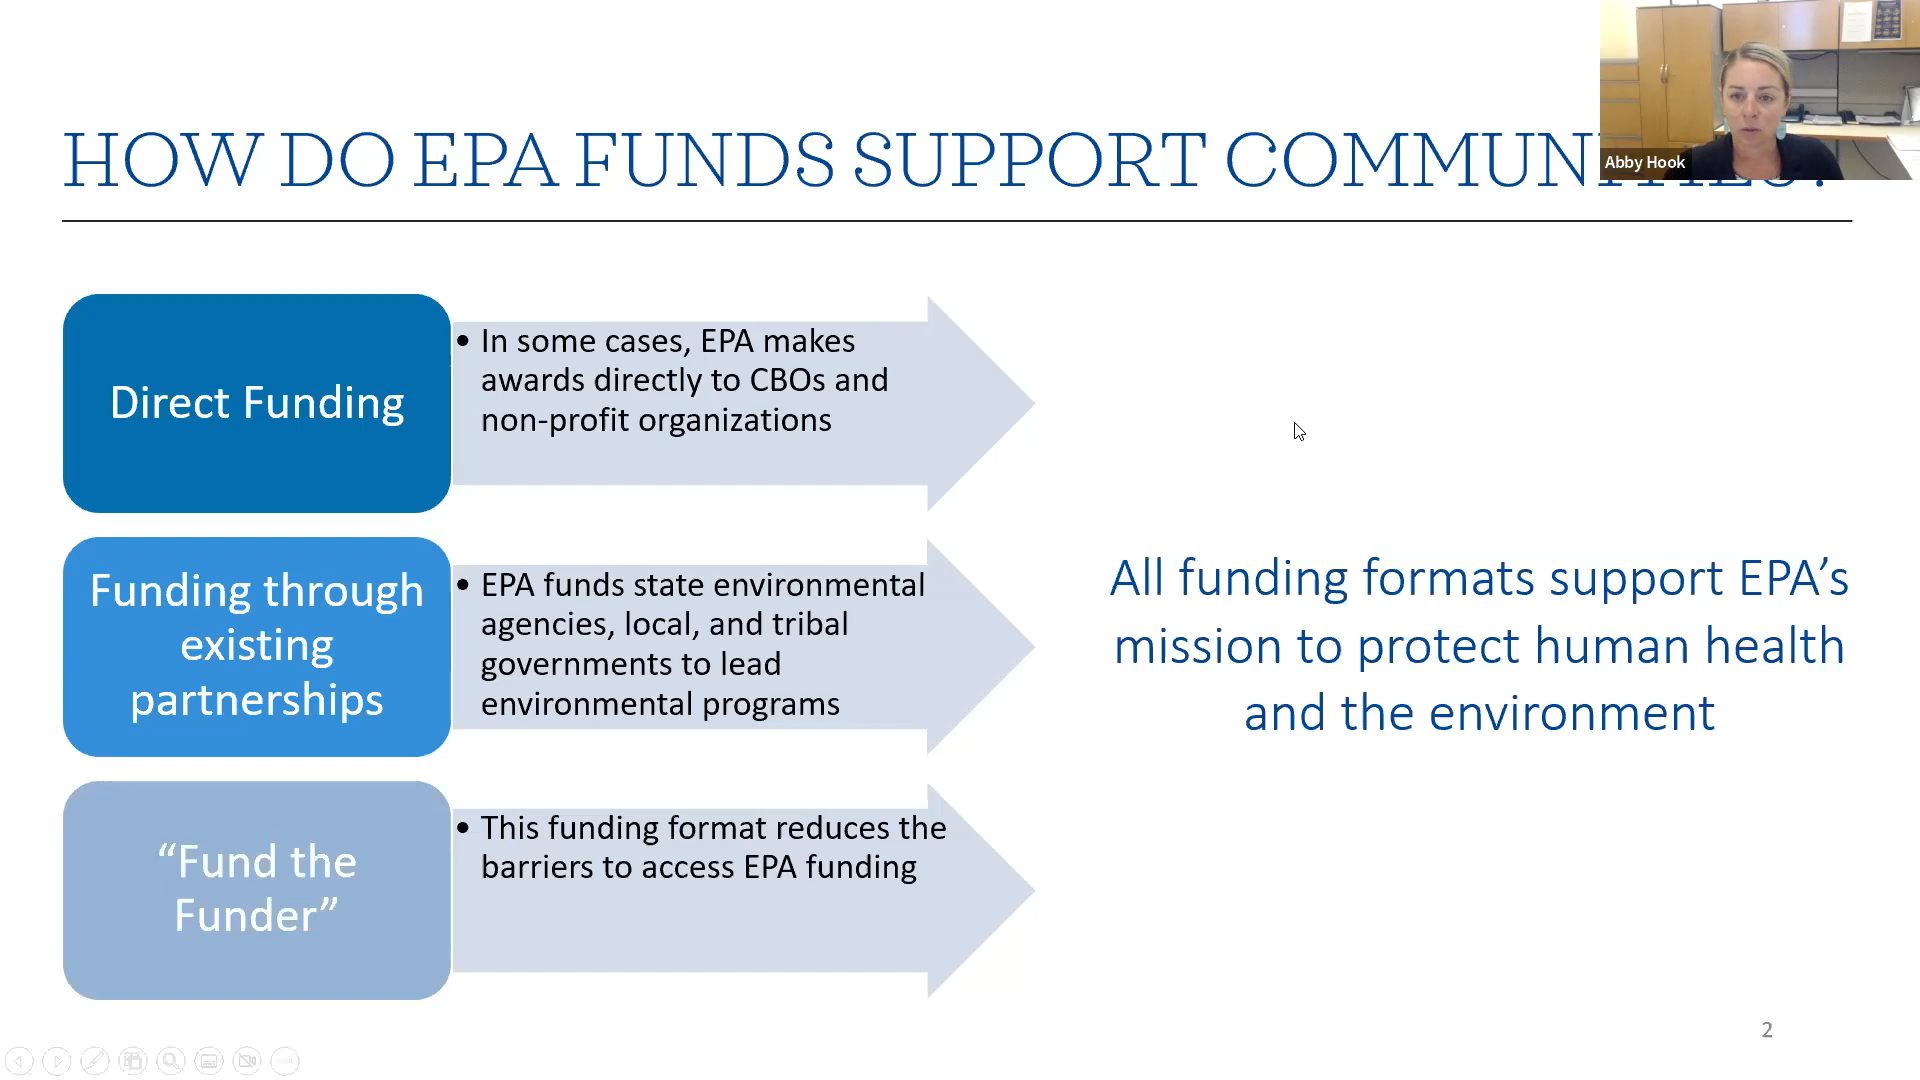 HOW DO EPA FUNDS SUPPORT COMMUNITIES?
Abby Hook
Direct Funding
• In some cases, EPA makes
awards directly to CBOs and
non-profit organizations
Funding through
existing
partnerships
• EPA funds state environmental
agencies, local, and tribal
governments to lead
environmental programs
“Fund the
Funder”
• This funding format reduces the
barriers to access EPA funding
All funding formats support EPA’s
mission to protect human health
and the environment
2